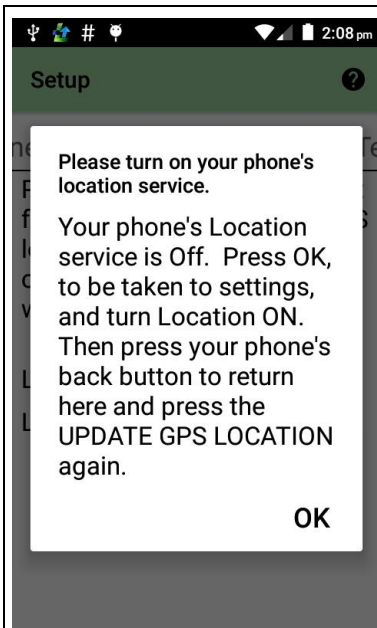 # 2:08 pm
Setup ?
Please turn on your phone's
location service.
Your phone's Location
service is Off.  Press OK,
to be taken to settings,
and turn Location ON.
Then press your phone's
back button to return
here and press the
UPDATE GPS LOCATION
again.
OK